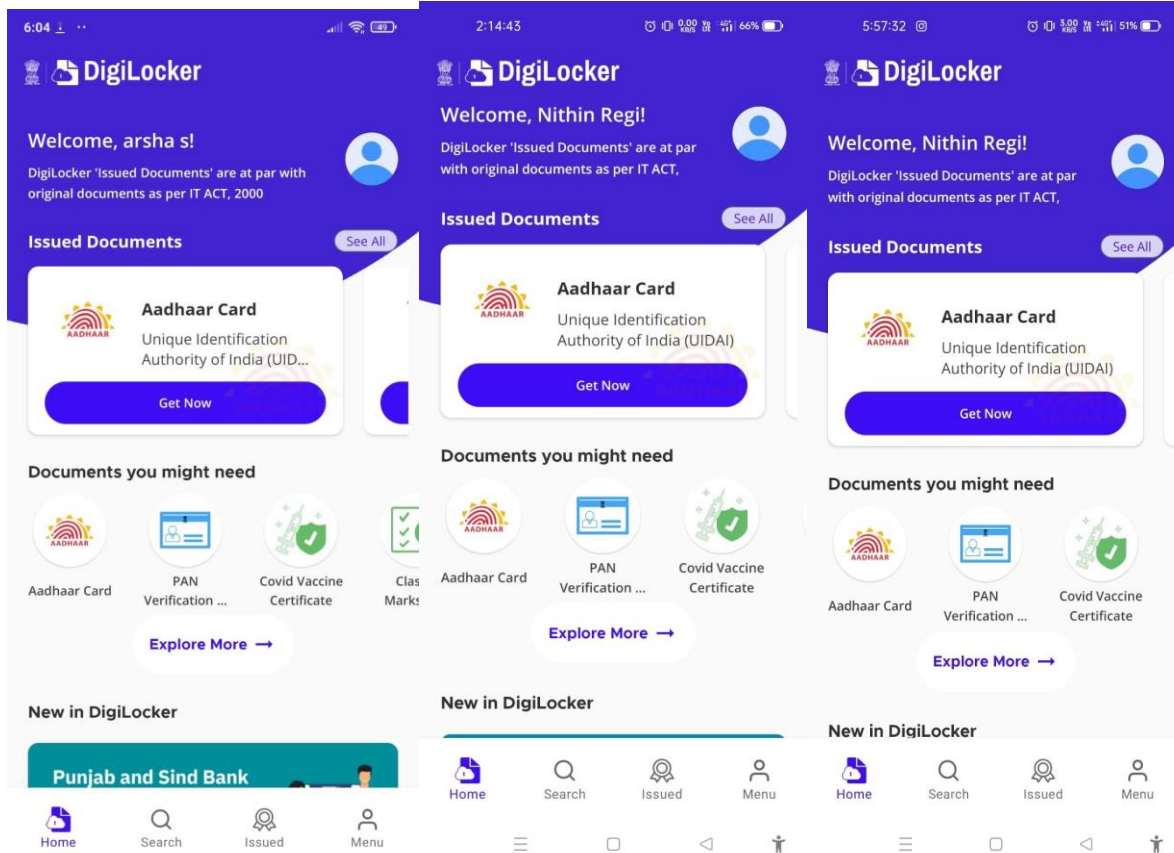 6:04
49
DigiLocker
Welcome, arsha s!
DigiLocker 'Issued Documents' are at par with
original documents as per IT ACT, 2000
Issued Documents
See All
AADHAAR
Aadhaar Card
Unique Identification
Authority of India (UID...
Get Now
Documents you might need
AADHAAR
Aadhaar Card
PAN
Verification ...
Covid Vaccine
Certificate
Clas
Marks
Explore More →
New in DigiLocker
Punjab and Sind Bank
Home
Search
Issued
Menu
2:14:43
0.00
KB/S
66%
DigiLocker
Welcome, Nithin Regi!
DigiLocker 'Issued Documents' are at par
with original documents as per IT ACT,
Issued Documents
See All
AADHAAR
Aadhaar Card
Unique Identification
Authority of India (UIDAI)
Get Now
Documents you might need
AADHAAR
Aadhaar Card
PAN
Verification ...
Covid Vaccine
Certificate
Explore More →
New in DigiLocker
Home
Search
Issued
Menu
5:57:32
3.00
KB/S
51%
DigiLocker
Welcome, Nithin Regi!
DigiLocker 'Issued Documents' are at par
with original documents as per IT ACT,
Issued Documents
See All
AADHAAR
Aadhaar Card
Unique Identification
Authority of India (UIDAI)
Get Now
Documents you might need
AADHAAR
Aadhaar Card
PAN
Verification ...
Covid Vaccine
Certificate
Explore More →
New in DigiLocker
Home
Search
Issued
Menu